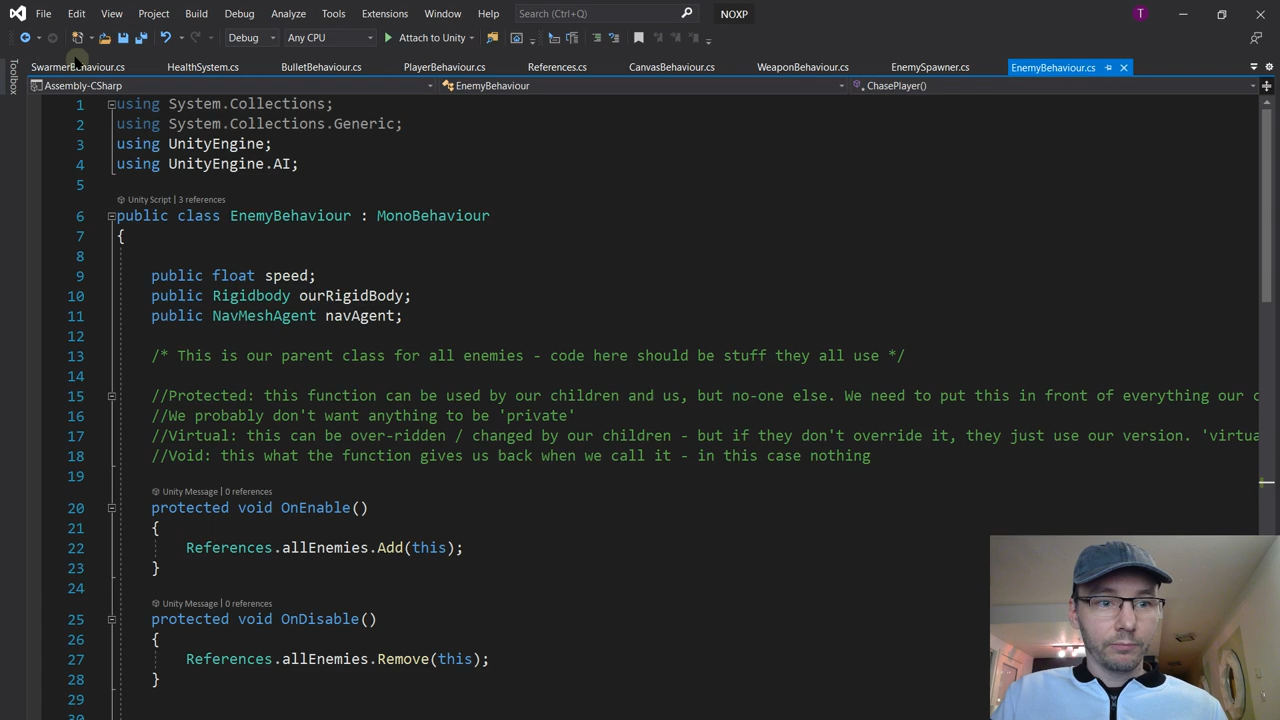 File Edit View Project Build Debug Analyze Tools Extensions Window Help Search (Ctrl+Q) NOXP T
Debug Any CPU Attach to Unity
Toolbox
SwarmerBehaviour.cs HealthSystem.cs BulletBehaviour.cs PlayerBehaviour.cs References.cs CanvasBehaviour.cs WeaponBehaviour.cs EnemySpawner.cs EnemyBehaviour.cs
Assembly-CSharp EnemyBehaviour ChasePlayer()
1 using System.Collections;
2 using System.Collections.Generic;
3 using UnityEngine;
4 using UnityEngine.AI;
5
Unity Script | 3 references
6 public class EnemyBehaviour : MonoBehaviour
7 {
8
9 public float speed;
10 public Rigidbody ourRigidBody;
11 public NavMeshAgent navAgent;
12
13 /* This is our parent class for all enemies - code here should be stuff they all use */
14
15 //Protected: this function can be used by our children and us, but no-one else. We need to put this in front of everything our c
16 //We probably don't want anything to be 'private'
17 //Virtual: this can be over-ridden / changed by our children - but if they don't override it, they just use our version. 'virtua
18 //Void: this what the function gives us back when we call it - in this case nothing
19
Unity Message | 0 references
20 protected void OnEnable()
21 {
22 References.allEnemies.Add(this);
23 }
24
Unity Message | 0 references
25 protected void OnDisable()
26 {
27 References.allEnemies.Remove(this);
28 }
29